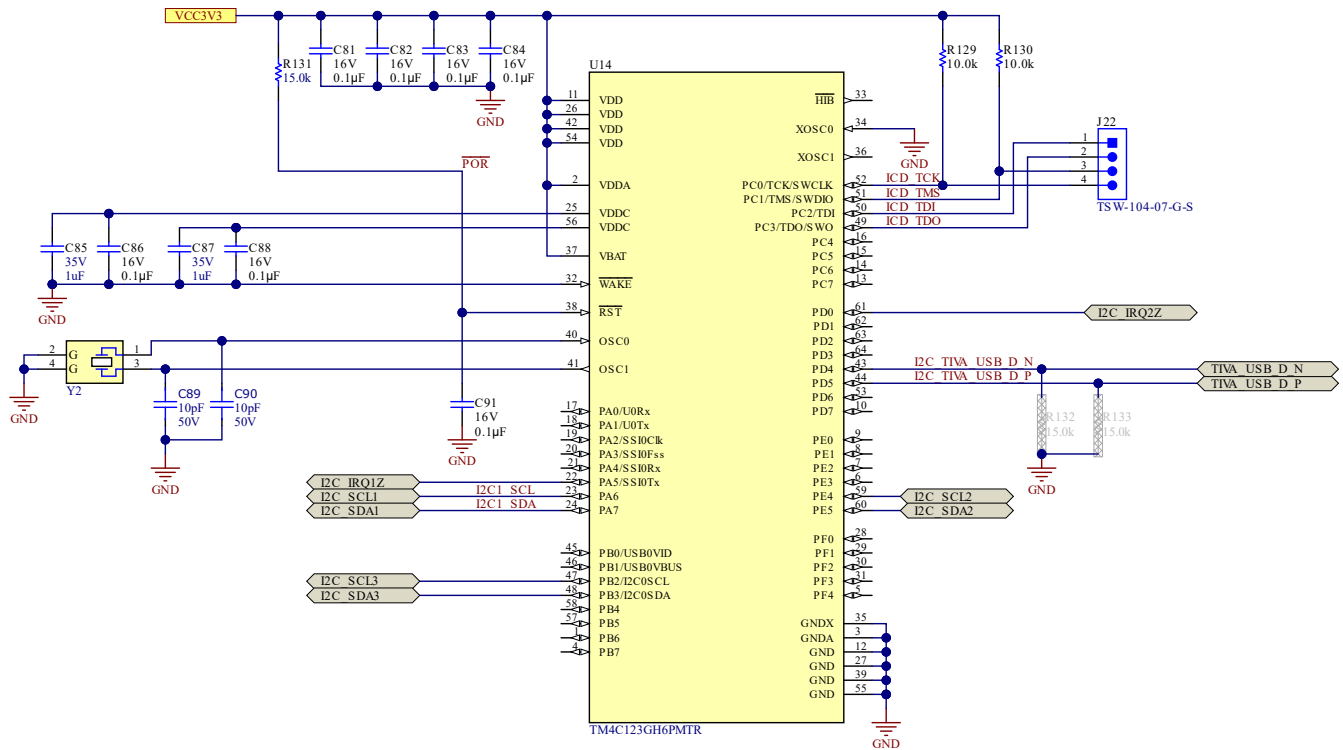 VCC3V3
R131
15.0k
C81
16V
0.1µF
C82
16V
0.1µF
C83
16V
0.1µF
C84
16V
0.1µF
GND
R129
10.0k
R130
10.0k
U14
POR
11 VDD
26 VDD
42 VDD
54 VDD
2 VDDA
25 VDDC
56 VDDC
37 VBAT
32 WAKE
38 RST
40 OSC0
41 OSC1
17 PA0/U0Rx
18 PA1/U0Tx
19 PA2/SSI0Clk
20 PA3/SSI0Fss
21 PA4/SSI0Rx
22 PA5/SSI0Tx
23 PA6
24 PA7
45 PB0/USB0VID
46 PB1/USB0VBUS
47 PB2/I2C0SCL
48 PB3/I2C0SDA
58 PB4
57 PB5
1 PB6
4 PB7
HIB 33
XOSC0 34
XOSC1 36
PC0/TCK/SWCLK 52
PC1/TMS/SWDIO 51
PC2/TDI 50
PC3/TDO/SWO 49
PC4 16
PC5 15
PC6 14
PC7 13
PD0 61
PD1 62
PD2 63
PD3 64
PD4 43
PD5 44
PD6 53
PD7 10
PE0 9
PE1 8
PE2 7
PE3 6
PE4 59
PE5 60
PF0 28
PF1 29
PF2 30
PF3 31
PF4 5
GNDX 35
GNDA 3
GND 12
GND 27
GND 39
GND 55
TM4C123GH6PMTR
GND
GND
ICD_TCK
ICD_TMS
ICD_TDI
ICD_TDO
J22
1
2
3
4
TSW-104-07-G-S
C85
35V
1uF
C86
16V
0.1µF
C87
35V
1uF
C88
16V
0.1µF
GND
2 G
4 G
1
3
Y2
GND
C89
10pF
50V
C90
10pF
50V
GND
C91
16V
0.1µF
GND
I2C_IRQ1Z
I2C_SCL1
I2C_SDA1
I2C1_SCL
I2C1_SDA
I2C_SCL3
I2C_SDA3
I2C_IRQ2Z
I2C_TIVA_USB_D_N
I2C_TIVA_USB_D_P
TIVA_USB_D_N
TIVA_USB_D_P
R132
15.0k
R133
15.0k
GND
I2C_SCL2
I2C_SDA2